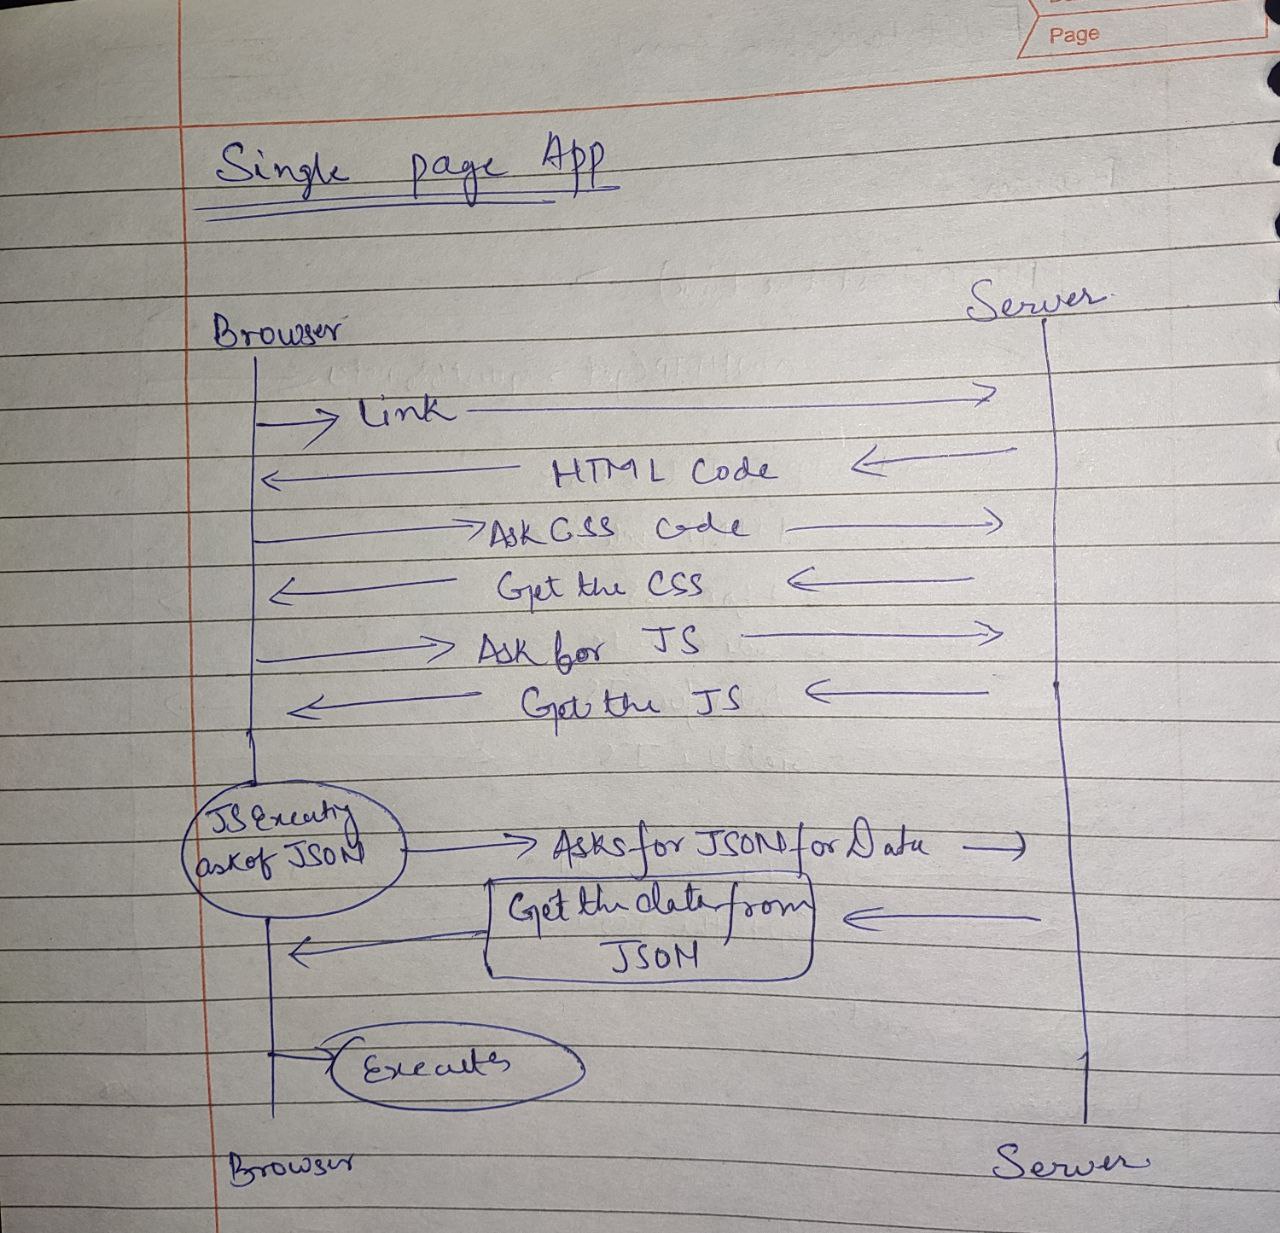 Page
Single page App
Browser
Server
Link
HTML Code
Ask CSS Code
Get the CSS
Ask for JS
Get the JS
JS Executing
ask of JSON
Asks for JSON for Data
Get the data from
JSON
Executes
Browser
Server